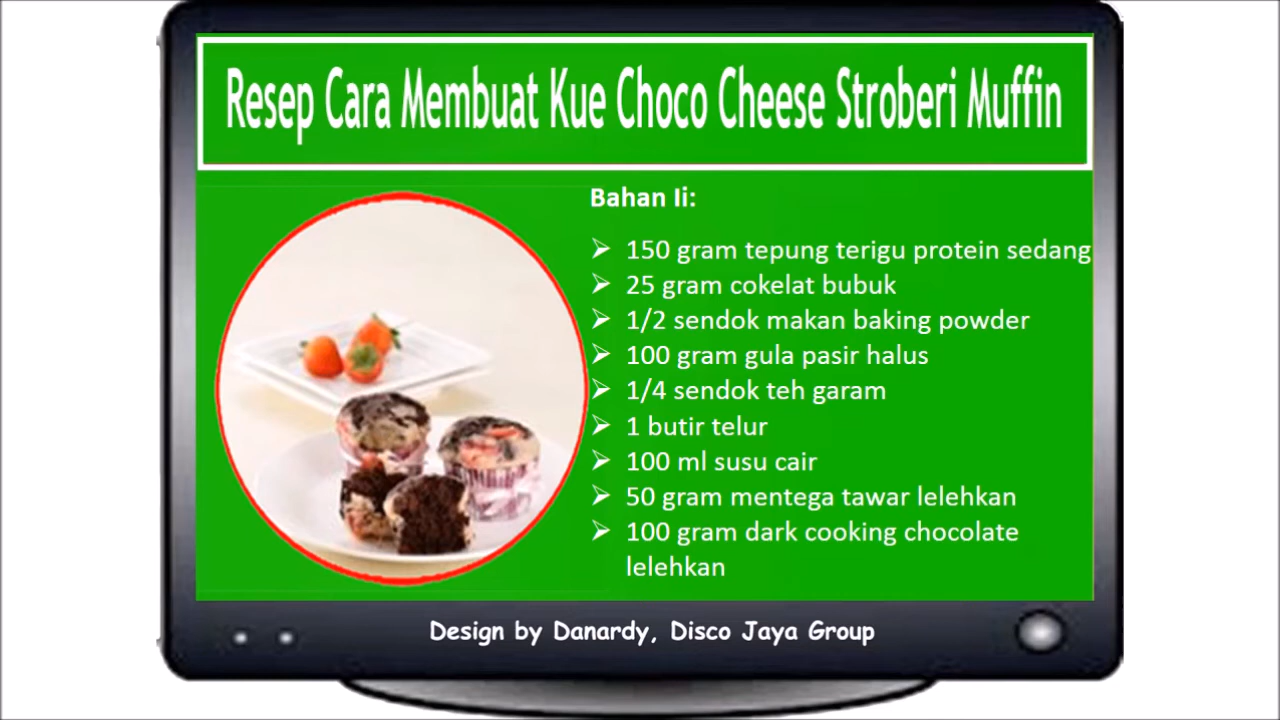 Resep Cara Membuat Kue Choco Cheese Stroberi Muffin
Bahan Ii:
150 gram tepung terigu protein sedang
25 gram cokelat bubuk
1/2 sendok makan baking powder
100 gram gula pasir halus
1/4 sendok teh garam
1 butir telur
100 ml susu cair
50 gram mentega tawar lelehkan
100 gram dark cooking chocolate
lelehkan
Design by Danardy, Disco Jaya Group